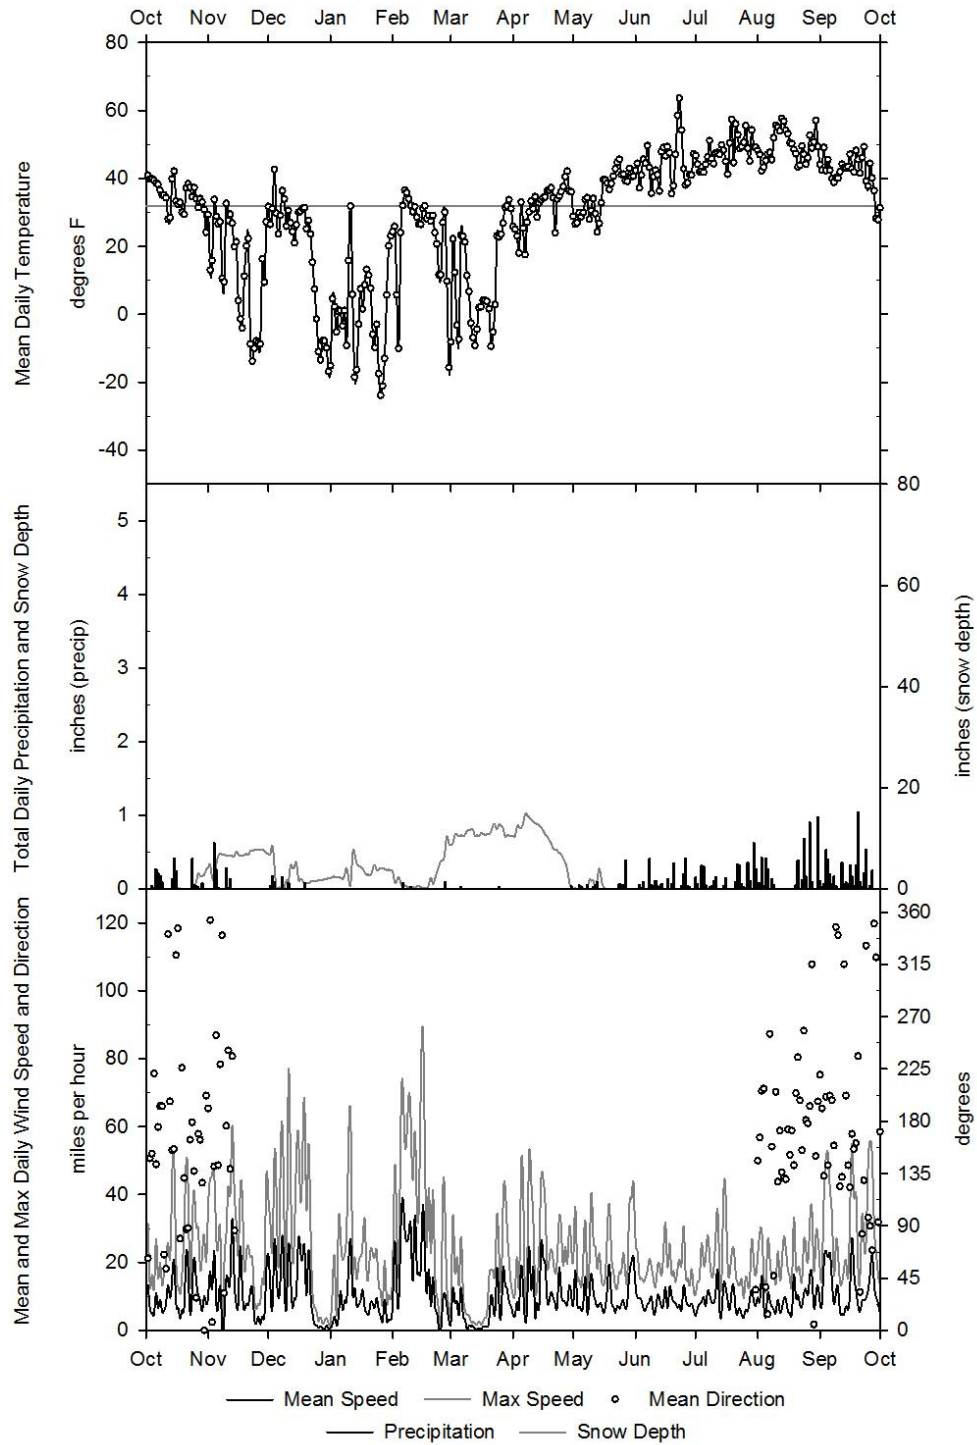 Oct Nov Dec Jan Feb Mar Apr May Jun Jul Aug Sep Oct
80
60
40
20
0
-20
-40
Mean Daily Temperature
degrees F
5
4
3
2
1
0
Total Daily Precipitation and Snow Depth
inches (precip)
80
60
40
20
0
inches (snow depth)
120
100
80
60
40
20
0
Mean and Max Daily Wind Speed and Direction
miles per hour
360
315
270
225
180
135
90
45
0
degrees
Oct Nov Dec Jan Feb Mar Apr May Jun Jul Aug Sep Oct
Mean Speed Max Speed Mean Direction
Precipitation Snow Depth